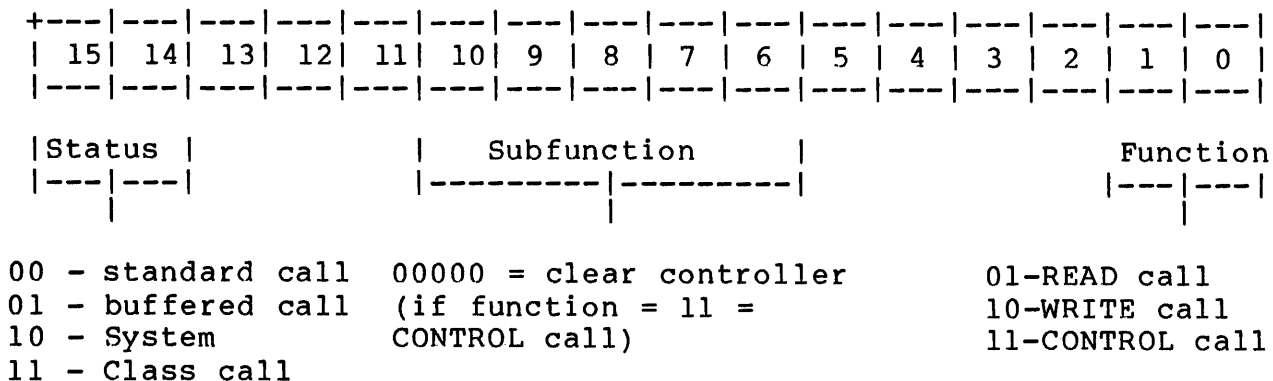 +---|---|---|---|---|---|---|---|---|---|---|---|---|---|---|---|
| 15| 14| 13| 12| 11| 10| 9 | 8 | 7 | 6 | 5 | 4 | 3 | 2 | 1 | 0 |
|---|---|---|---|---|---|---|---|---|---|---|---|---|---|---|---|
|Status | | Subfunction | Function
|---|---| |---------|---------| |---|---|
| | |
00 - standard call 00000 = clear controller 01-READ call
01 - buffered call (if function = 11 = 10-WRITE call
10 - System CONTROL call) 11-CONTROL call
11 - Class call